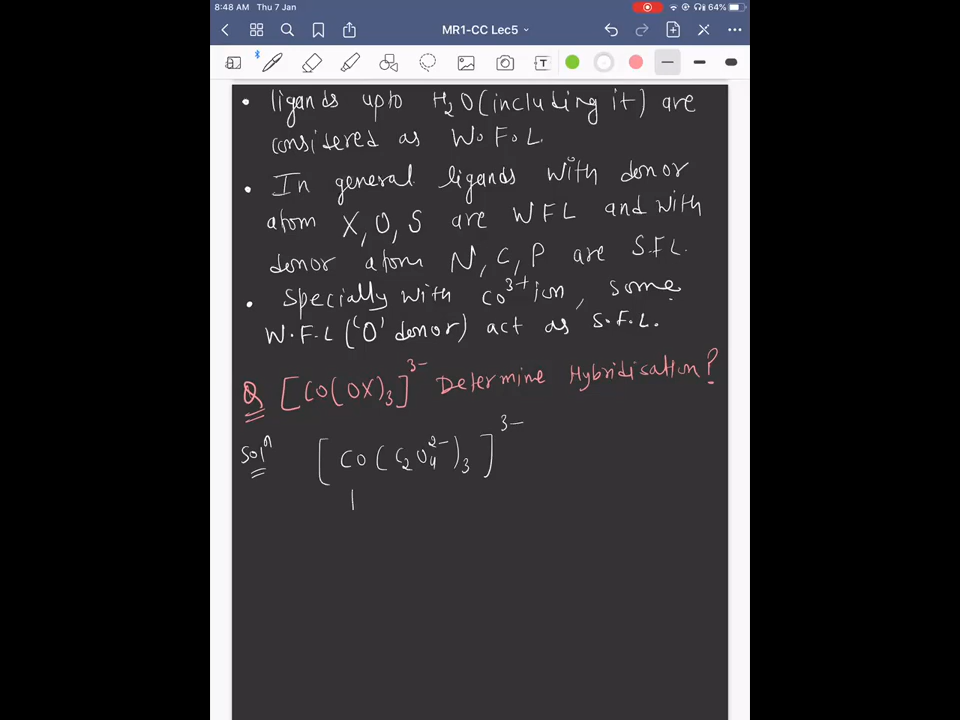 8:48 AM Thu 7 Jan
64%
MR1-CC Lec5
T
• ligands upto H₂O (including it) are
considered as W.F.L.
• In general ligands with donor
atom X, O, S are WFL and with
donor atom N, C, P are S.F.L.
• Specially with Co³⁺ ion, some
W.F.L ('O' donor) act as S.F.L.
Q [CO(OX)₃]³⁻ Determine Hybridisation?
Solⁿ [CO(C₂O₄²⁻)₃]³⁻